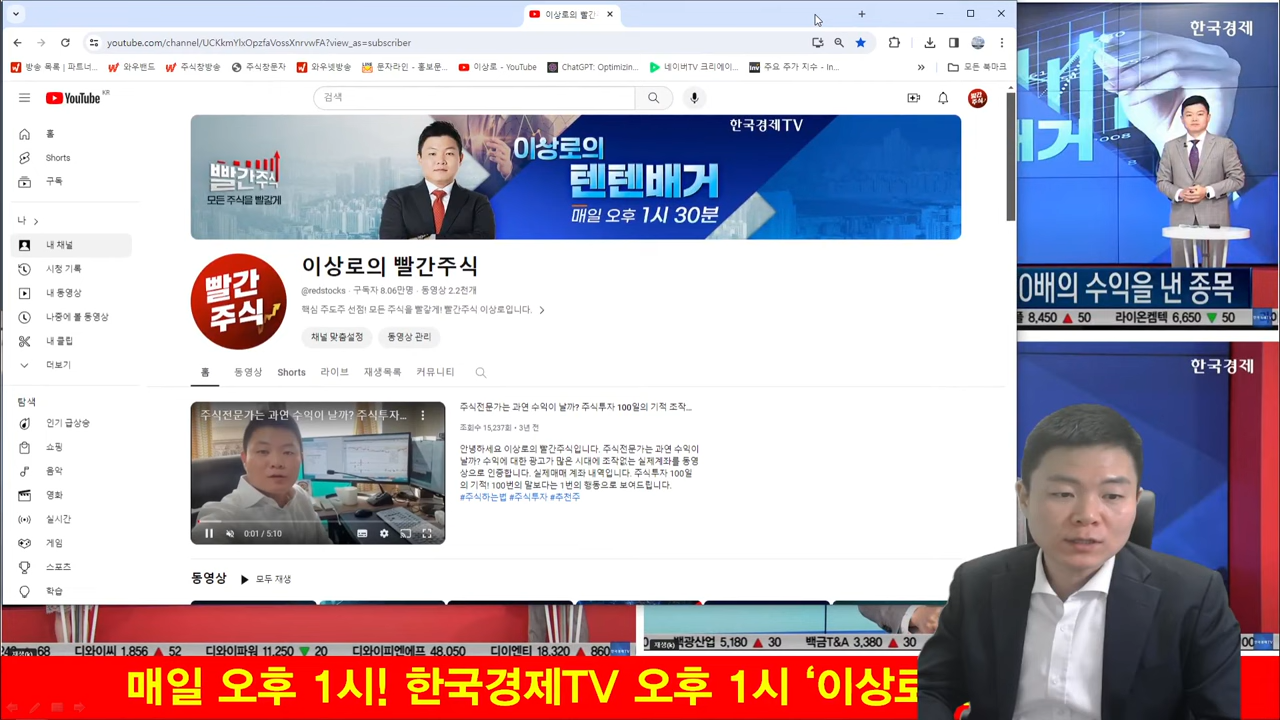 이상로의 빨간
youtube.com/channel/UCKkmYlxOpzfaVossXnrvwFA?view_as=subscriber
방송 목록 | 파트너...
와우밴드
주식창방송
주식창문자
와우넷방송
문자라인 - 홍보문...
이상로 - YouTube
ChatGPT: Optimizin...
네이버TV 크리에이...
주요 주가 지수 - In...
»
모든 북마크
YouTube KR
검색
홈
Shorts
구독
나
내 채널
시청 기록
내 동영상
나중에 볼 동영상
내 클립
더보기
탐색
인기 급상승
쇼핑
음악
영화
실시간
게임
스포츠
학습
빨간주식
모든 주식을 빨갛게!
한국경제TV
이상로의
텐텐배거
매일 오후 1시 30분
빨간
주식
이상로의 빨간주식
@redstocks · 구독자 8.06만명 · 동영상 2.2천개
핵심 주도주 선점! 모든 주식을 빨갛게! 빨간주식 이상로입니다.
채널 맞춤설정
동영상 관리
홈
동영상
Shorts
라이브
재생목록
커뮤니티
주식전문가는 과연 수익이 날까? 주식투자...
0:01 / 5:10
주식전문가는 과연 수익이 날까? 주식투자 100일의 기적 조작...
조회수 15,237회 · 3년 전
안녕하세요 이상로의 빨간주식입니다. 주식전문가는 과연 수익이
날까? 수익에 대한 광고가 많은 시대에 조작없는 실제계좌를 동영
상으로 인증합니다. 실제매매 계좌 내역입니다. 주식투자 100일
의 기적! 100번의 말보다는 1번의 행동으로 보여드립니다.
#주식하는법 #주식투자 #추천주
동영상
모두 재생
한국경제
배거
008
0배의 수익을 낸 종목
8,450 ▲ 50
라이온켐텍 6,650 ▼ 50
한국경제
68
디와이씨 1,856 ▲ 52
디와이파워 11,250 ▼ 20
디와이피엔에프 48,050
디이엔티 18,320 ▲ 860
한국경제TV
재생(k)
백광산업 5,180 ▲ 30
백금T&A 3,380 ▲ 30
매일 오후 1시! 한국경제TV 오후 1시 ‘이상로